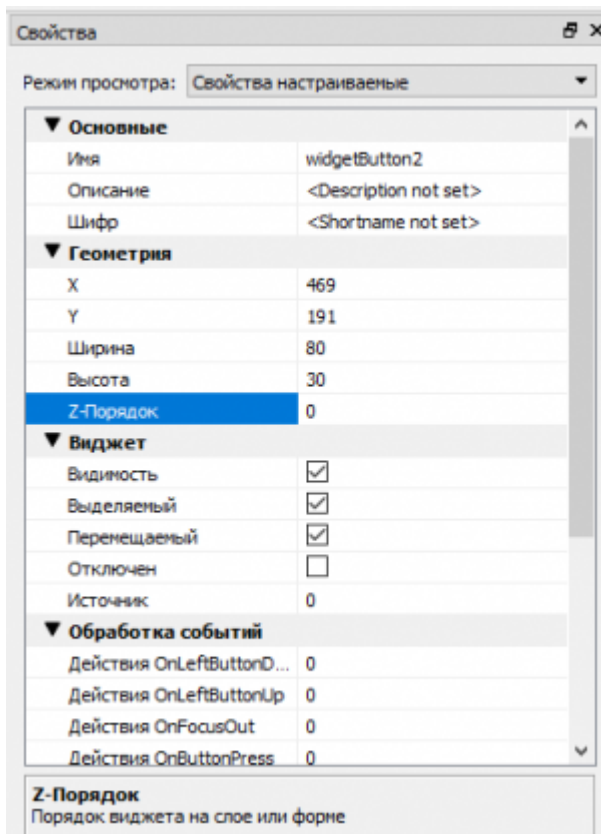 Свойства
Режим просмотра: Свойства настраиваемые
Основные
Имя widgetButton2
Описание <Description not set>
Шифр <Shortname not set>
Геометрия
X 469
Y 191
Ширина 80
Высота 30
Z-Порядок 0
Виджет
Видимость
Выделяемый
Перемещаемый
Отключен
Источник 0
Обработка событий
Действия OnLeftButtonD... 0
Действия OnLeftButtonUp 0
Действия OnFocusOut 0
Действия OnButtonPress 0
Z-Порядок
Порядок виджета на слое или форме